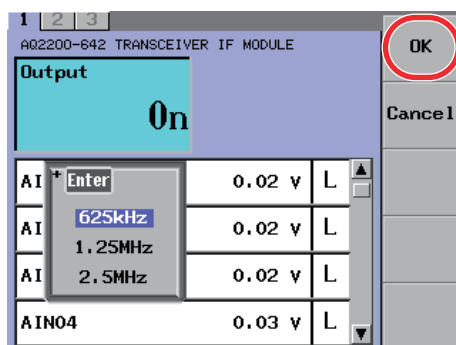 1 2 3
AQ2200-642 TRANSCEIVER IF MODULE
OK
Output
On
Cancel
AI 0.02 V L
Enter
625kHz
AI 0.02 V L
1.25MHz
AI 0.02 V L
2.5MHz
AIN04 0.03 V L